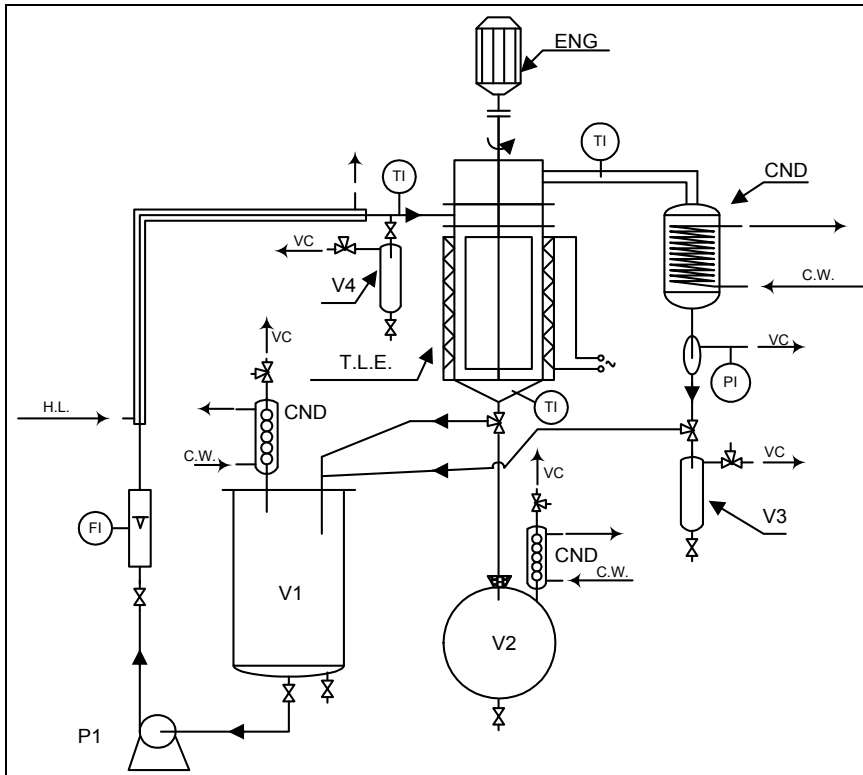 ENG
TI
TI
CND
VC
V4
C.W.
T.L.E.
VC
VC
PI
H.L.
CND
TI
C.W.
VC
VC
V3
FI
CND
C.W.
V1
V2
P1
~